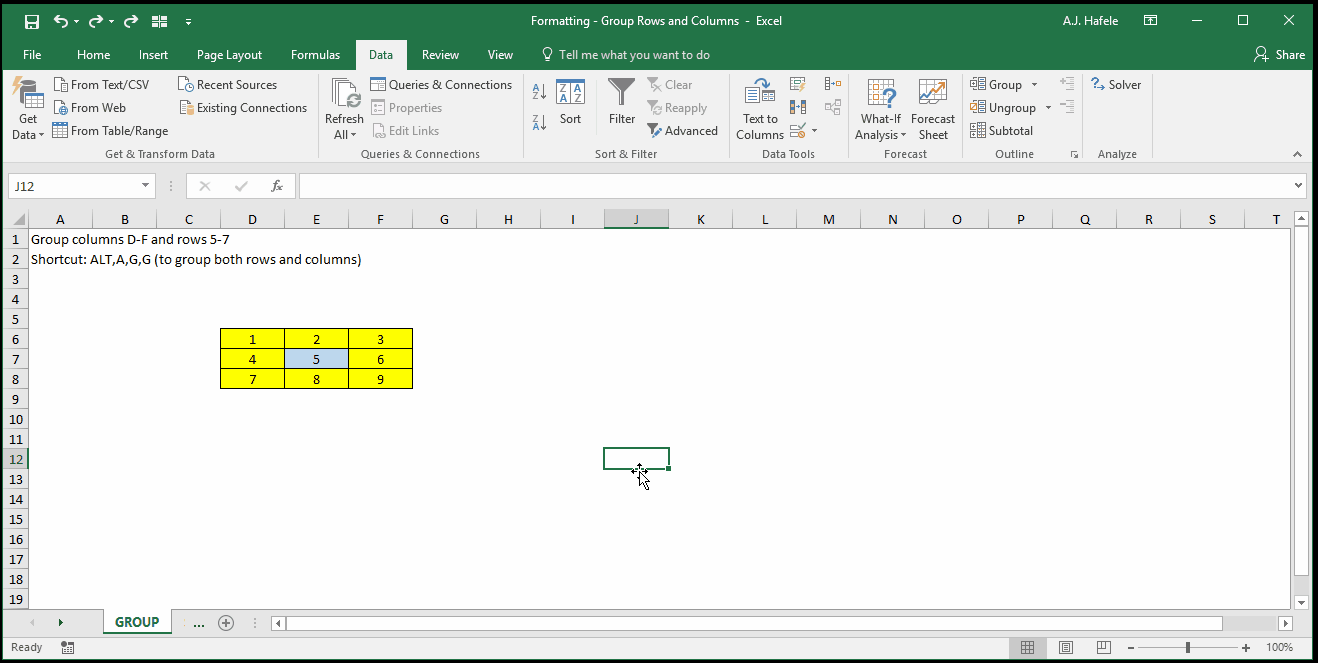 Formatting - Group Rows and Columns - Excel
A.J. Hafele
File Home Insert Page Layout Formulas Data Review View Tell me what you want to do Share
Get Data
From Text/CSV
From Web
From Table/Range
Recent Sources
Existing Connections
Get & Transform Data
Refresh All
Queries & Connections
Properties
Edit Links
Queries & Connections
Sort
Filter
Clear
Reapply
Advanced
Sort & Filter
Text to Columns
Data Tools
What-If Analysis
Forecast Sheet
Forecast
Group
Ungroup
Subtotal
Outline
Solver
Analyze
J12
fx
A B C D E F G H I J K L M N O P Q R S T
1 Group columns D-F and rows 5-7
2 Shortcut: ALT,A,G,G (to group both rows and columns)
3
4
5
6 1 2 3
7 4 5 6
8 7 8 9
9
10
11
12
13
14
15
16
17
18
19
GROUP ...
Ready
100%